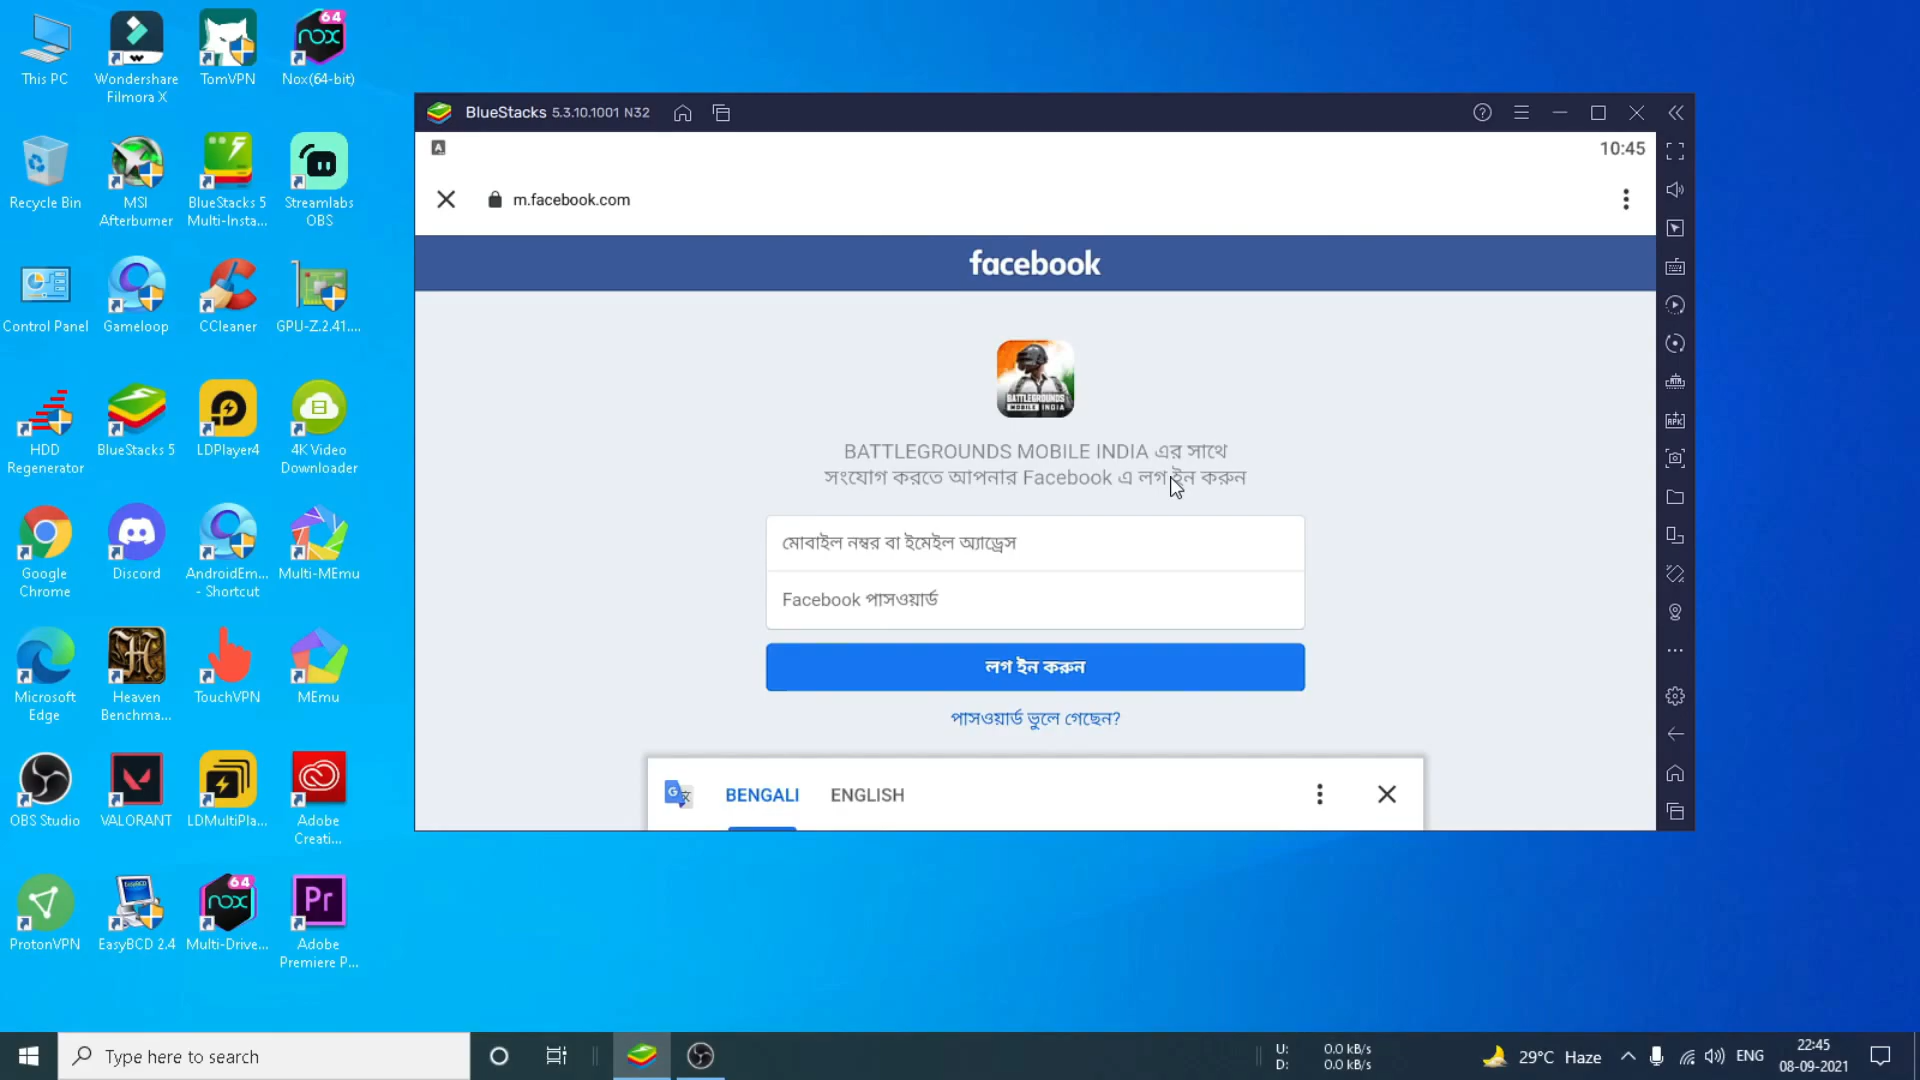 This PC
Wondershare
Filmora X
TomVPN
Nox(64-bit)
Recycle Bin
MSI
Afterburner
BlueStacks 5
Multi-Insta...
Streamlabs
OBS
Control Panel
Gameloop
CCleaner
GPU-Z.2.41....
HDD
Regenerator
BlueStacks 5
LDPlayer4
4K Video
Downloader
Google
Chrome
Discord
AndroidEm...
- Shortcut
Multi-MEmu
Microsoft
Edge
Heaven
Benchma...
TouchVPN
MEmu
OBS Studio
VALORANT
LDMultiPla...
Adobe
Creati...
ProtonVPN
EasyBCD 2.4
Multi-Drive...
Adobe
Premiere P...
BlueStacks 5.3.10.1001 N32
10:45
m.facebook.com
facebook
BATTLEGROUNDS
MOBILE INDIA
BATTLEGROUNDS MOBILE INDIA এর সাথে
সংযোগ করতে আপনার Facebook এ লগ ইন করুন
মোবাইল নম্বর বা ইমেইল অ্যাড্রেস
Facebook পাসওয়ার্ড
লগ ইন করুন
পাসওয়ার্ড ভুলে গেছেন?
BENGALI ENGLISH
Type here to search
U: 0.0 kB/s
D: 0.0 kB/s
29°C Haze
ENG
22:45
08-09-2021